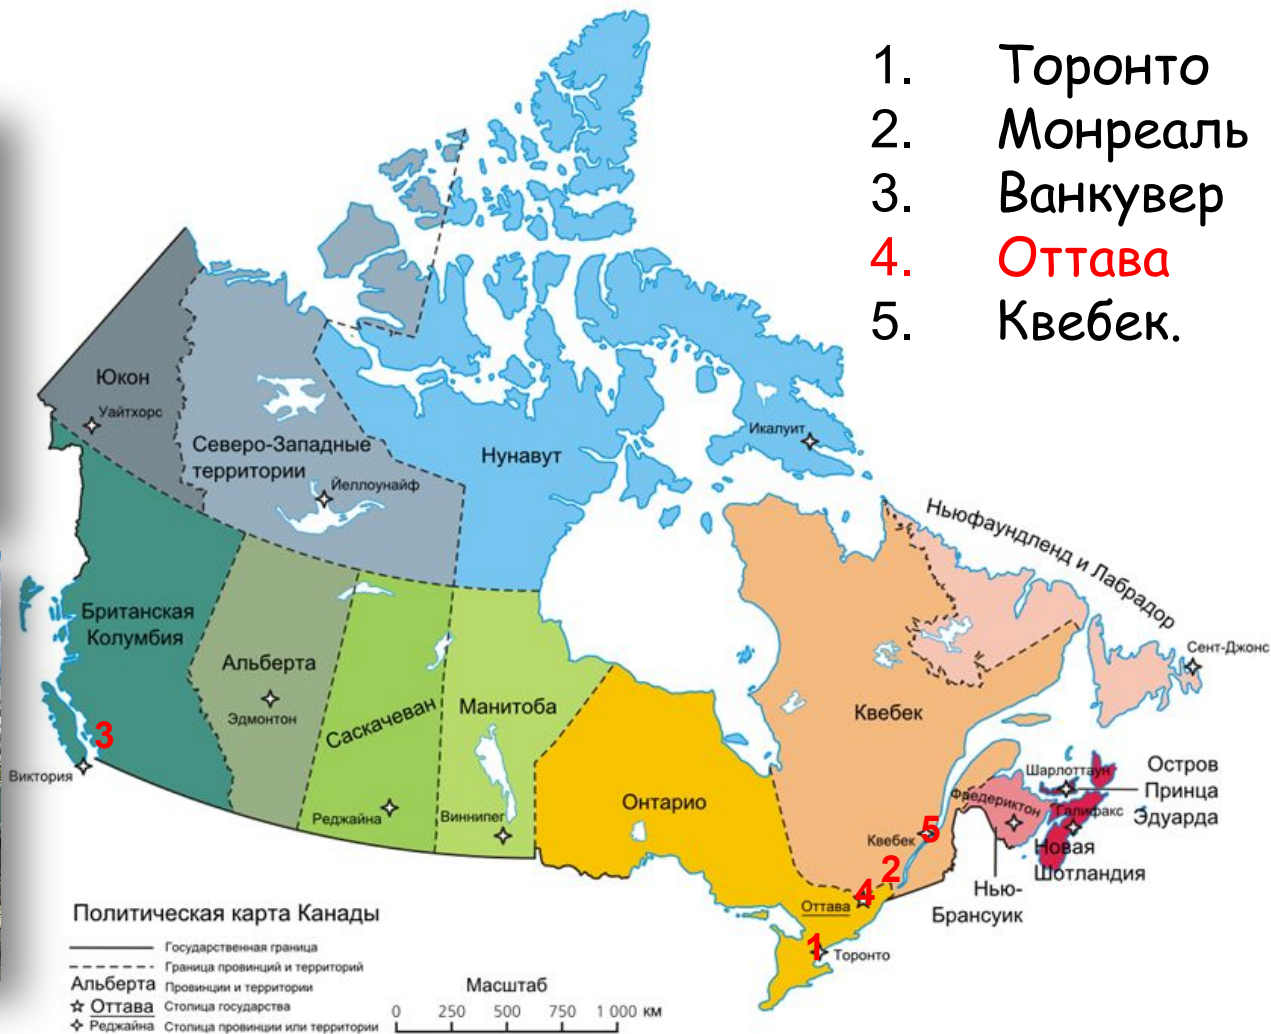 1. Торонто
2. Монреаль
3. Ванкувер
4. Оттава
5. Квебек.
Юкон
Уайтхорс
Северо-Западные
территории
Йеллоунайф
Нунавут
Икалуит
Ньюфаундленд и Лабрадор
Сент-Джонс
Британская
Колумбия
Альберта
Эдмонтон
Саскачеван
Реджайна
Манитоба
Виннипег
Виктория
3
Онтарио
Квебек
Квебек
5
2
4
Оттава
1
Торонто
Шарлоттаун
Остров
Принца
Эдуарда
Фредериктон
Галифакс
Новая
Шотландия
Нью-
Брансуик
Политическая карта Канады
Государственная граница
Граница провинций и территорий
Альберта Провинции и территории
Оттава Столица государства
Реджайна Столица провинции или территории
Масштаб
0 250 500 750 1 000 км